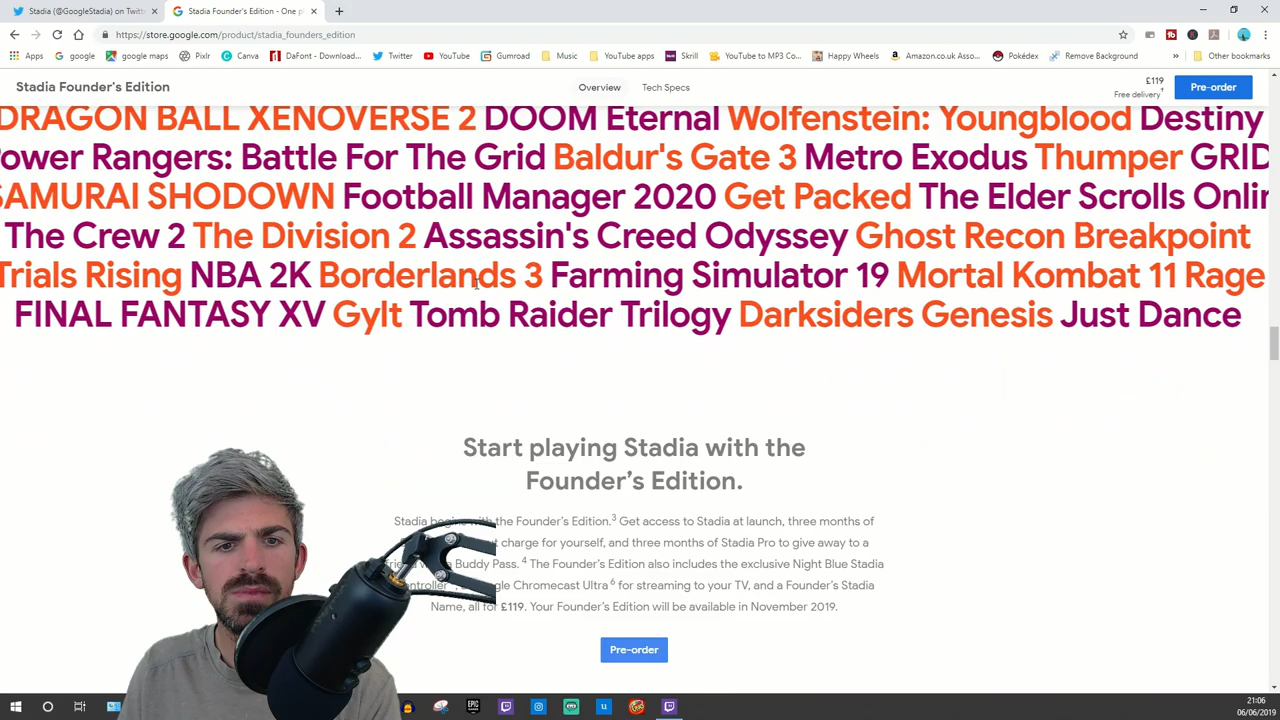 Stadia (@GoogleStadia) on Twitt
Stadia Founder's Edition - One p
https://store.google.com/product/stadia_founders_edition
Apps google google maps Pixlr Canva DaFont - Download... Twitter YouTube Gumroad Music YouTube apps Skrill YouTube to MP3 Co... Happy Wheels Amazon.co.uk Asso... Pokédex Remove Background Other bookmarks
Stadia Founder's Edition Overview Tech Specs £119 Pre-order
Free delivery†
DRAGON BALL XENOVERSE 2 DOOM Eternal Wolfenstein: Youngblood Destiny
ower Rangers: Battle For The Grid Baldur's Gate 3 Metro Exodus Thumper GRID
SAMURAI SHODOWN Football Manager 2020 Get Packed The Elder Scrolls Onlin
The Crew 2 The Division 2 Assassin's Creed Odyssey Ghost Recon Breakpoint
Trials Rising NBA 2K Borderlands 3 Farming Simulator 19 Mortal Kombat 11 Rage
FINAL FANTASY XV Gylt Tomb Raider Trilogy Darksiders Genesis Just Dance
Start playing Stadia with the
Founder's Edition.
Stadia begins with the Founder's Edition.3 Get access to Stadia at launch, three months of
charge for yourself, and three months of Stadia Pro to give away to a
Buddy Pass. 4 The Founder's Edition also includes the exclusive Night Blue Stadia
gle Chromecast Ultra 6 for streaming to your TV, and a Founder's Stadia
Name, all for £119. Your Founder's Edition will be available in November 2019.
Pre-order
21:06
06/06/2019